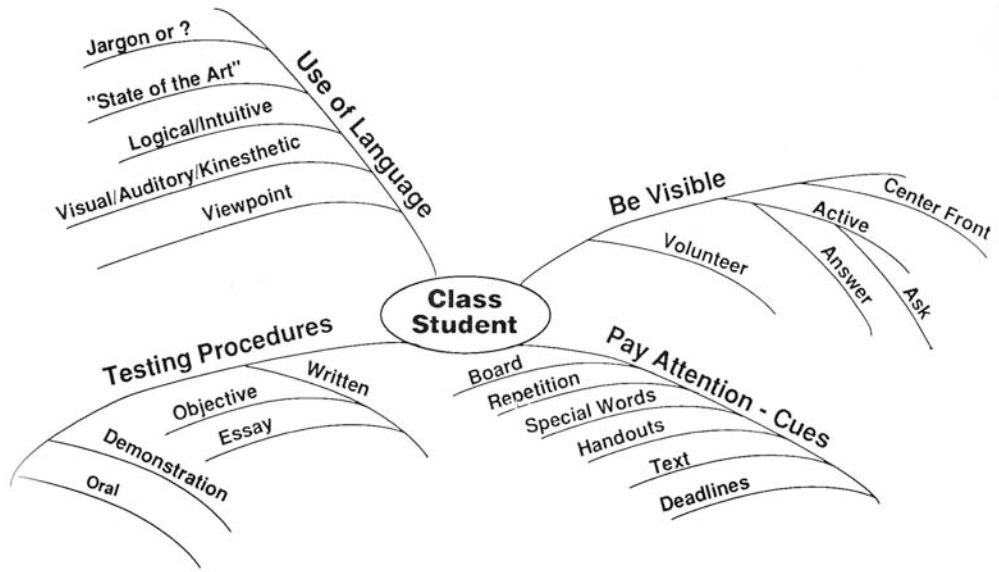 Class
Student
Use of Language
Jargon or ?
"State of the Art"
Logical/Intuitive
Visual/Auditory/Kinesthetic
Viewpoint
Be Visible
Center Front
Active
Ask
Answer
Volunteer
Testing Procedures
Written
Objective
Essay
Demonstration
Oral
Pay Attention - Cues
Board
Repetition
Special Words
Handouts
Text
Deadlines